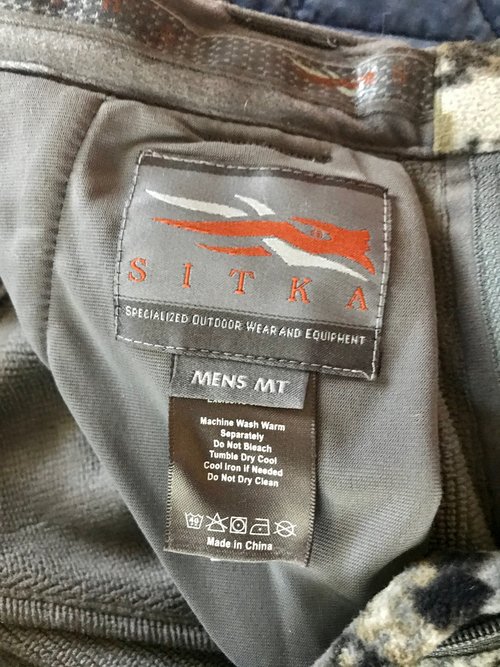 SITKA
SPECIALIZED OUTDOOR WEAR AND EQUIPMENT
MENS MT
Machine Wash Warm
Separately
Do Not Bleach
Tumble Dry Cool
Cool Iron if Needed
Do Not Dry Clean
Made in China